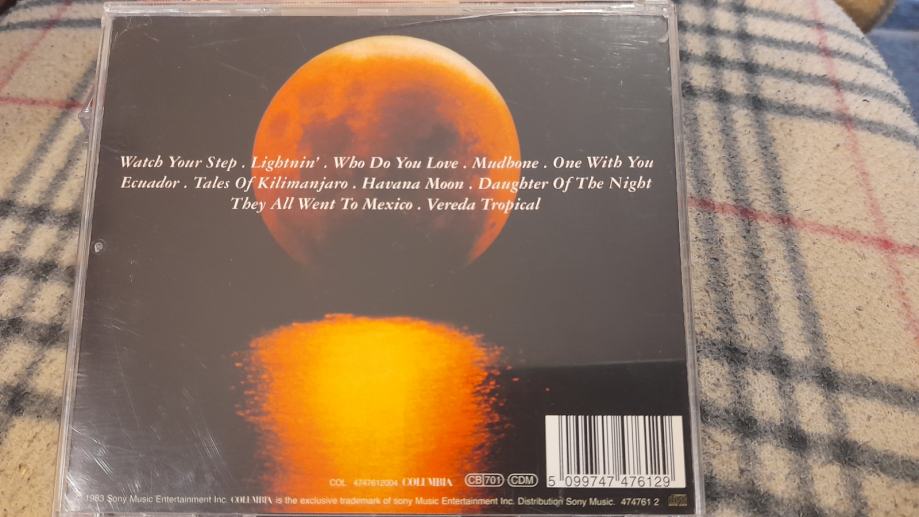 Watch Your Step . Lightnin' . Who Do You Love . Mudbone . One With You
Ecuador . Tales Of Kilimanjaro . Havana Moon . Daughter Of The Night
They All Went To Mexico . Vereda Tropical
COL 4747612004 COLUMBIA CB 701 CDM
5 099747 476129
1983 Sony Music Entertainment Inc. COLUMBIA is the exclusive trademark of sony Music Entertainment Inc. Distribution Sony Music. 474761 2